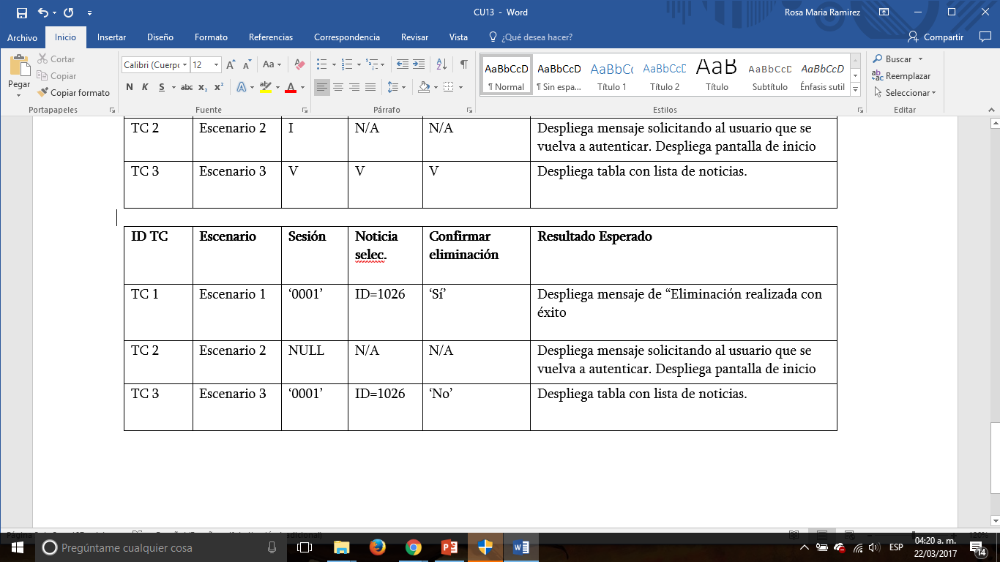 CU13 - Word
Rosa Maria Ramirez
Archivo Inicio Insertar Diseño Formato Referencias Correspondencia Revisar Vista ¿Qué desea hacer? Compartir
Pegar
Cortar
Copiar
Copiar formato
Calibri (Cuerpo 12
Aa
N K S abc x₂ x² A A
AaBbCcD AaBbCcD AaBbC AaBbCcD AaB AaBbCcD AaBbCcD
¶ Normal ¶ Sin espa... Título 1 Título 2 Título Subtítulo Énfasis sutil
Buscar
Reemplazar
Seleccionar
Portapapeles Fuente Párrafo Estilos Editar
TC 2 Escenario 2 I N/A N/A Despliega mensaje solicitando al usuario que se
vuelva a autenticar. Despliega pantalla de inicio
TC 3 Escenario 3 V V V Despliega tabla con lista de noticias.
ID TC Escenario Sesión Noticia Confirmar Resultado Esperado
selec. eliminación
TC 1 Escenario 1 ‘0001’ ID=1026 ‘Sí’ Despliega mensaje de “Eliminación realizada con
éxito
TC 2 Escenario 2 NULL N/A N/A Despliega mensaje solicitando al usuario que se
vuelva a autenticar. Despliega pantalla de inicio
TC 3 Escenario 3 ‘0001’ ID=1026 ‘No’ Despliega tabla con lista de noticias.
120%
Pregúntame cualquier cosa
ESP
04:20 a. m.
22/03/2017
14